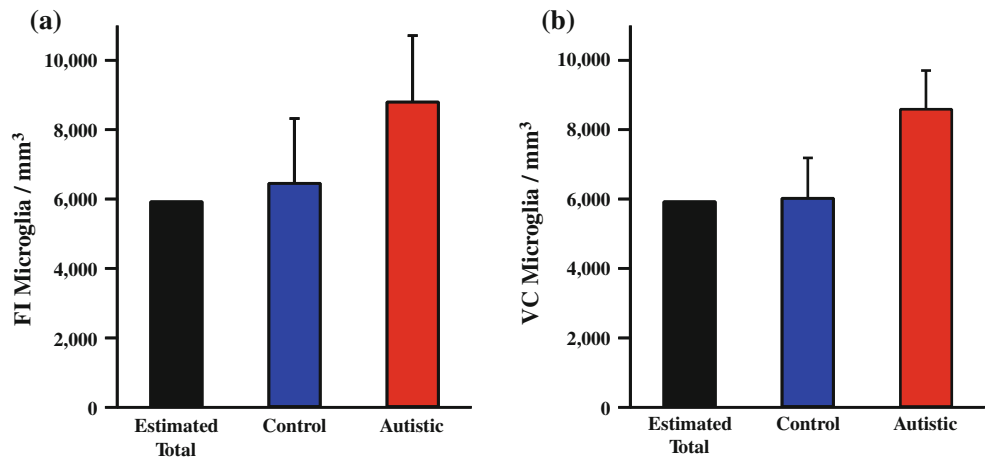 (a)
FI Microglia / mm³
10,000
8,000
6,000
4,000
2,000
0
Estimated
Total
Control
Autistic
(b)
VC Microglia / mm³
10,000
8,000
6,000
4,000
2,000
0
Estimated
Total
Control
Autistic